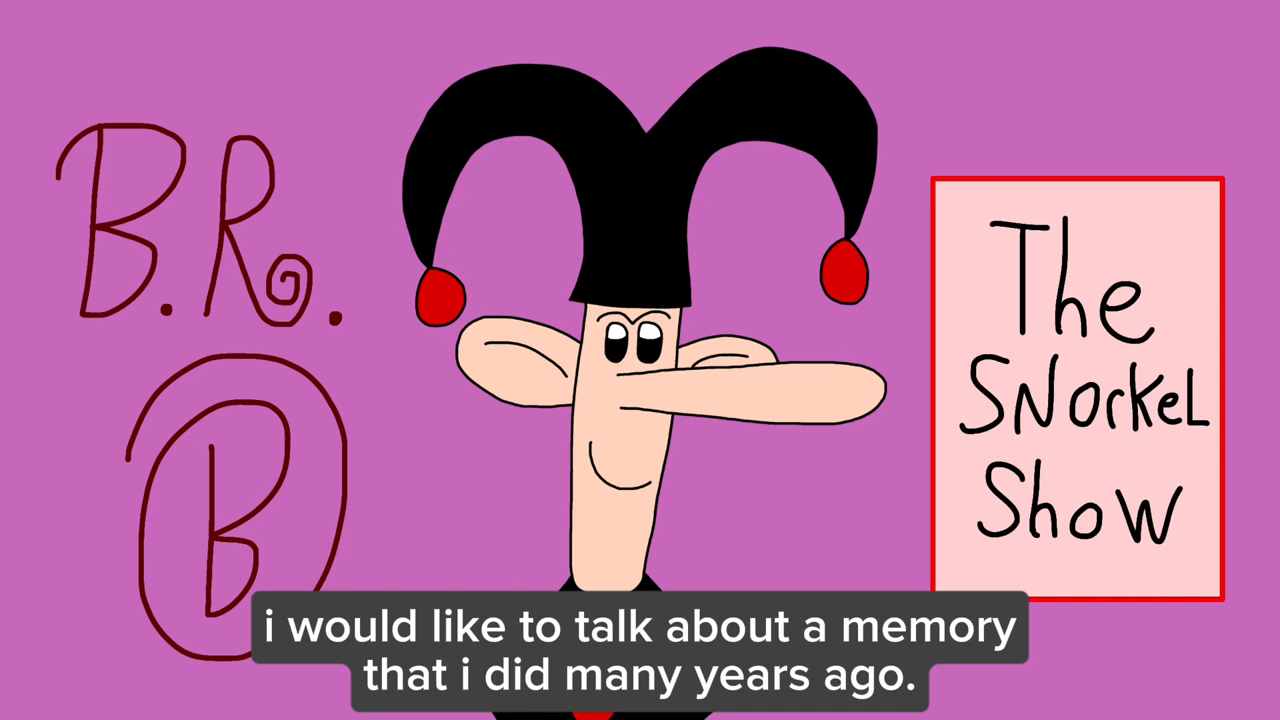 B.R.
B
The
SNorkeL
Show
i would like to talk about a memory
that i did many years ago.